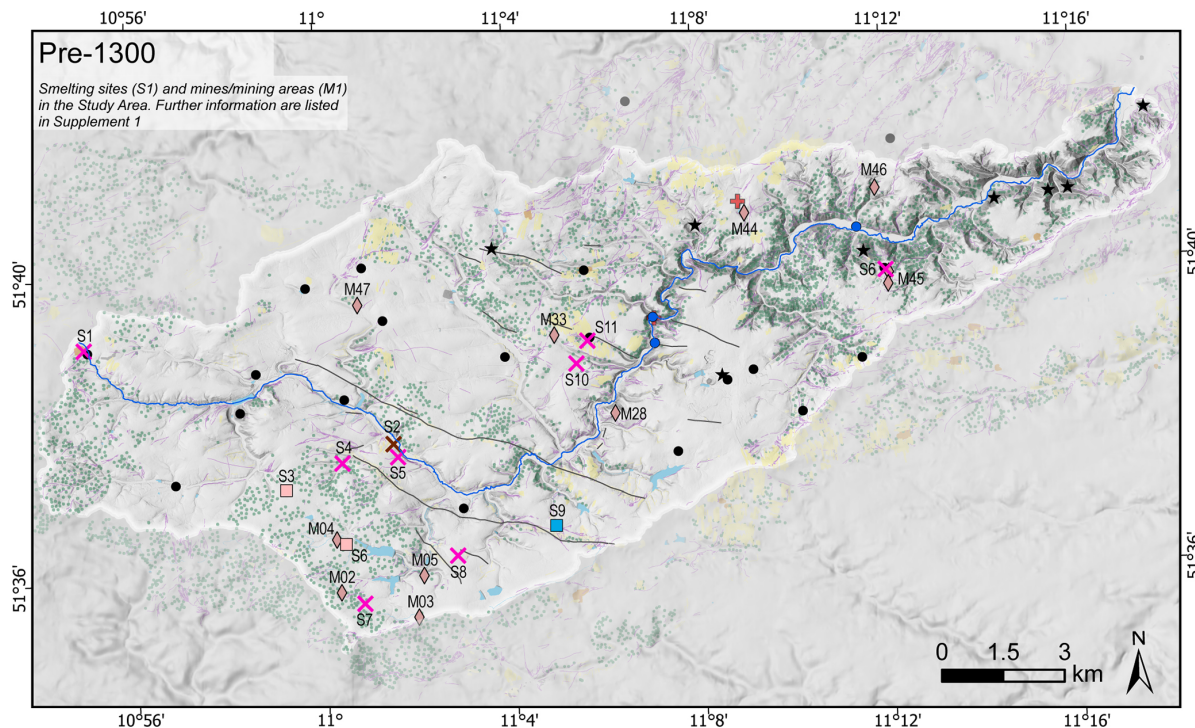 10°56' 11° 11°4' 11°8' 11°12' 11°16'
Pre-1300
Smelting sites (S1) and mines/mining areas (M1)
in the Study Area. Further information are listed
in Supplement 1
M46
M44
51°40' 51°40'
S6
M45
M47
M33
S11
S1
S10
M28
S2
S4
S5
S3
S9
M04
S6
M05
S8
51°36' 51°36'
M02
S7
M03
N
0 1.5 3
km
10°56' 11° 11°4' 11°8' 11°12' 11°16'